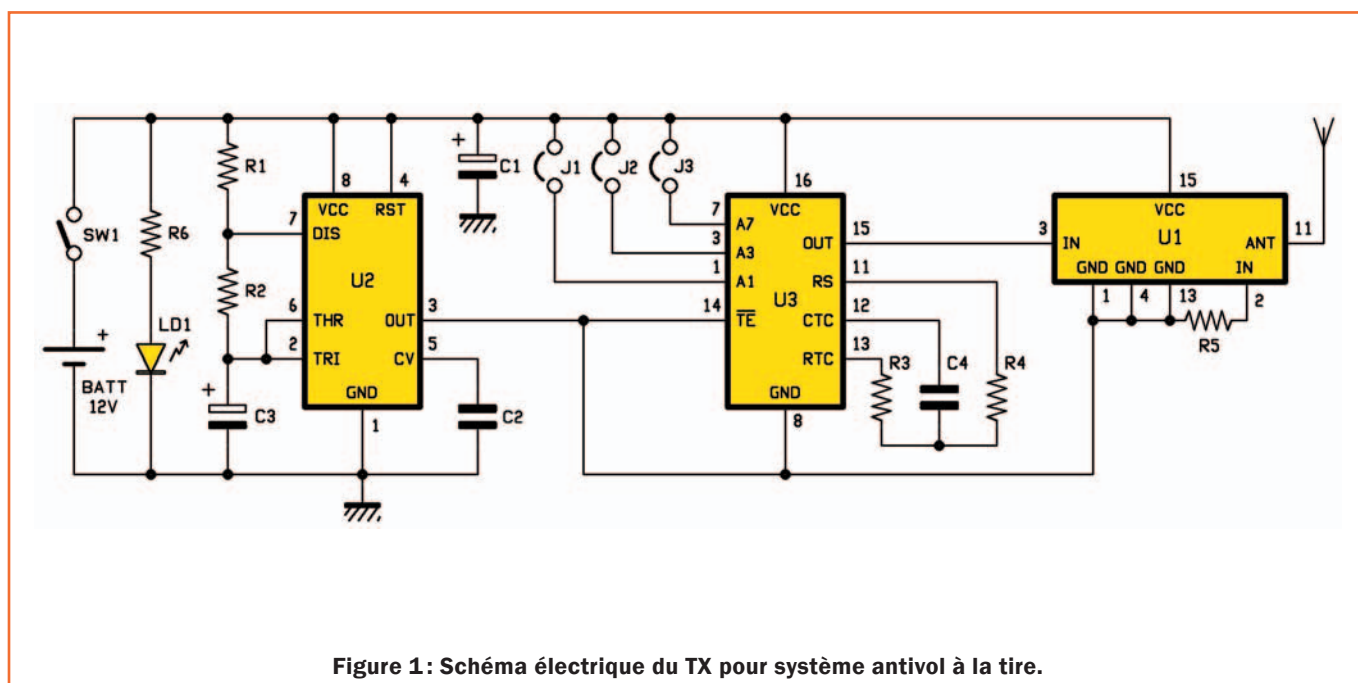 R1
R6
SW1
R2
LD1
+
BATT
12V
+
C3
8
4
VCC
RST
7
DIS
U2
6
THR
OUT
3
2
TRI
CV
5
GND
1
C2
+
C1
J1
J2
J3
16
VCC
7
A7
3
A3
1
A1
14
TE
U3
OUT
15
RS
11
CTC
12
RTC
13
GND
8
R3
C4
R4
15
VCC
3
IN
U1
ANT
11
GND
GND
GND
IN
1
4
13
2
R5
Figure 1: Schéma électrique du TX pour système antivol à la tire.